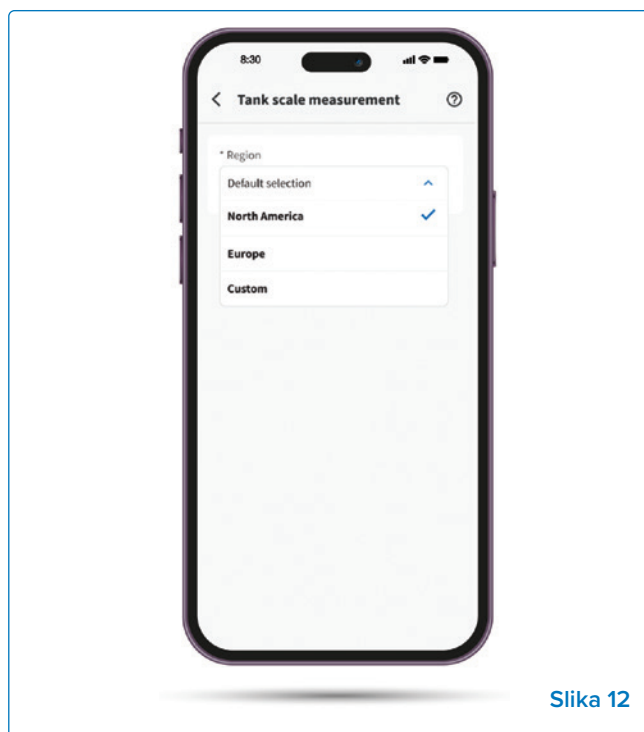 8:30
Tank scale measurement
* Region
Default selection
North America
Europe
Custom
Slika 12